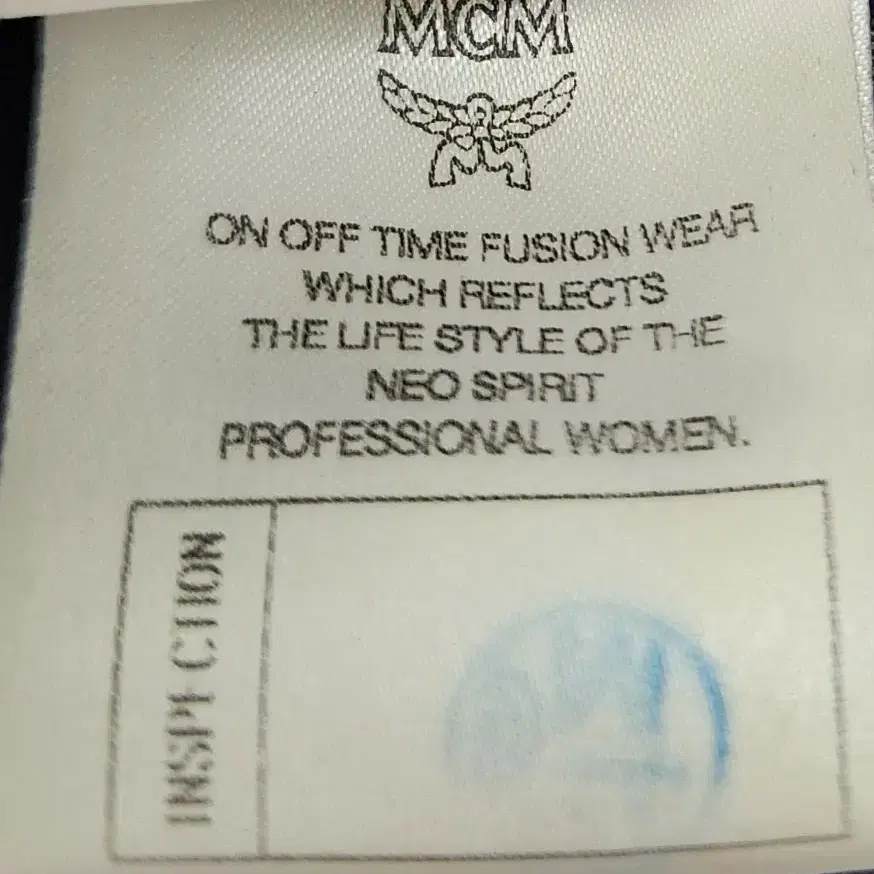 MCM
ON OFF TIME FUSION WEAR
WHICH REFLECTS
THE LIFE STYLE OF THE
NEO SPIRIT
PROFESSIONAL WOMEN.
INSPECTION